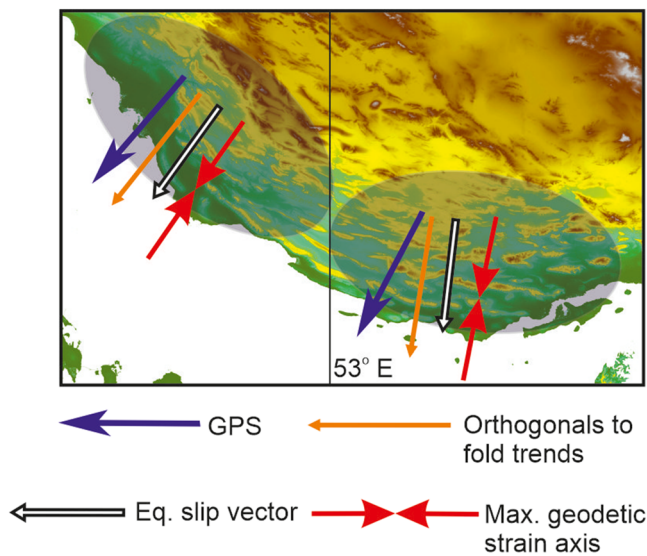 53° E
GPS
Orthogonals to
fold trends
Eq. slip vector
Max. geodetic
strain axis